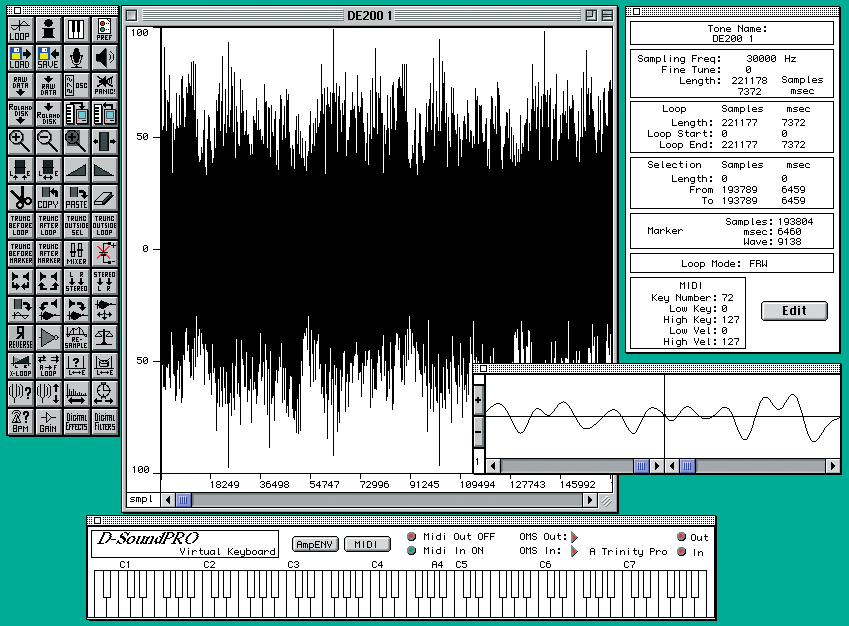 LOOP
PREF
LOAD
SAVE
RAW DATA
RAW DATA
OSC
PANIC!
ROLAND DISK
ROLAND DISK
L↔E
L↔E
COPY
PASTE
TRUNC BEFORE LOOP
TRUNC AFTER LOOP
TRUNC OUTSIDE SEL
TRUNC OUTSIDE LOOP
TRUNC BEFORE MARKER
TRUNC AFTER MARKER
MIXER
L R
STEREO
STEREO
L R
REVERSE
RE-SAMPLE
X-LOOP
R→F LOOP
?
L↔E
L↔E
?
?
BPM
GAIN
DIGITAL EFFECTS
DIGITAL FILTERS
DE200 1
100
50
0
50
100
18249 36498 54747 72996 91245 109494 127743 145992
smpl
Tone Name:
DE200 1
Sampling Freq: 30000 Hz
Fine Tune: 0
Length: 221178 Samples
7372 msec
Loop Samples msec
Length: 221177 7372
Loop Start: 0 0
Loop End: 221177 7372
Selection Samples msec
Length: 0 0
From 193789 6459
To 193789 6459
Samples: 193804
Marker msec: 6460
Wave: 9138
Loop Mode: FRW
MIDI
Key Number: 72
Low Key: 0
High Key: 127
Low Vel: 0
High Vel: 127
Edit
+
-
1
D-SoundPRO
Virtual Keyboard
AmpENV
MIDI
Midi Out OFF
Midi In ON
OMS Out:
OMS In: A Trinity Pro
Out
In
C1 C2 C3 C4 A4 C5 C6 C7